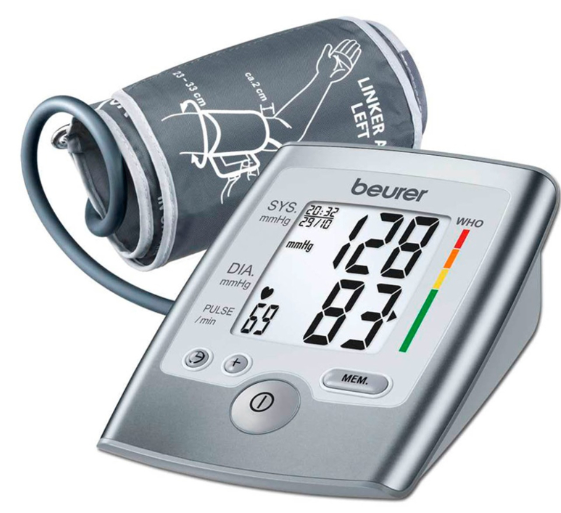 23 - 33 cm
ca.2 cm
LINKER A
LEFT
beurer
SYS.
mmHg
20:32
29/10
mmHg
128
WHO
DIA.
mmHg
83
PULSE
/min
69
+
MEM.